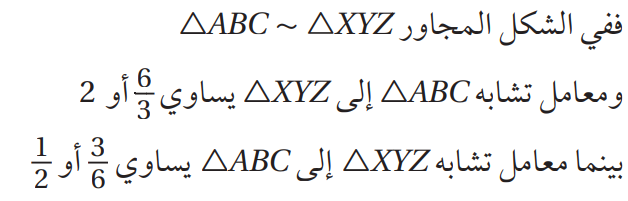 ففي الشكل المجاور △ABC ~ △XYZ
ومعامل تشابه △ABC إلى △XYZ يساوي 6/3 أو 2
بينما معامل تشابه △XYZ إلى △ABC يساوي 3/6 أو 1/2